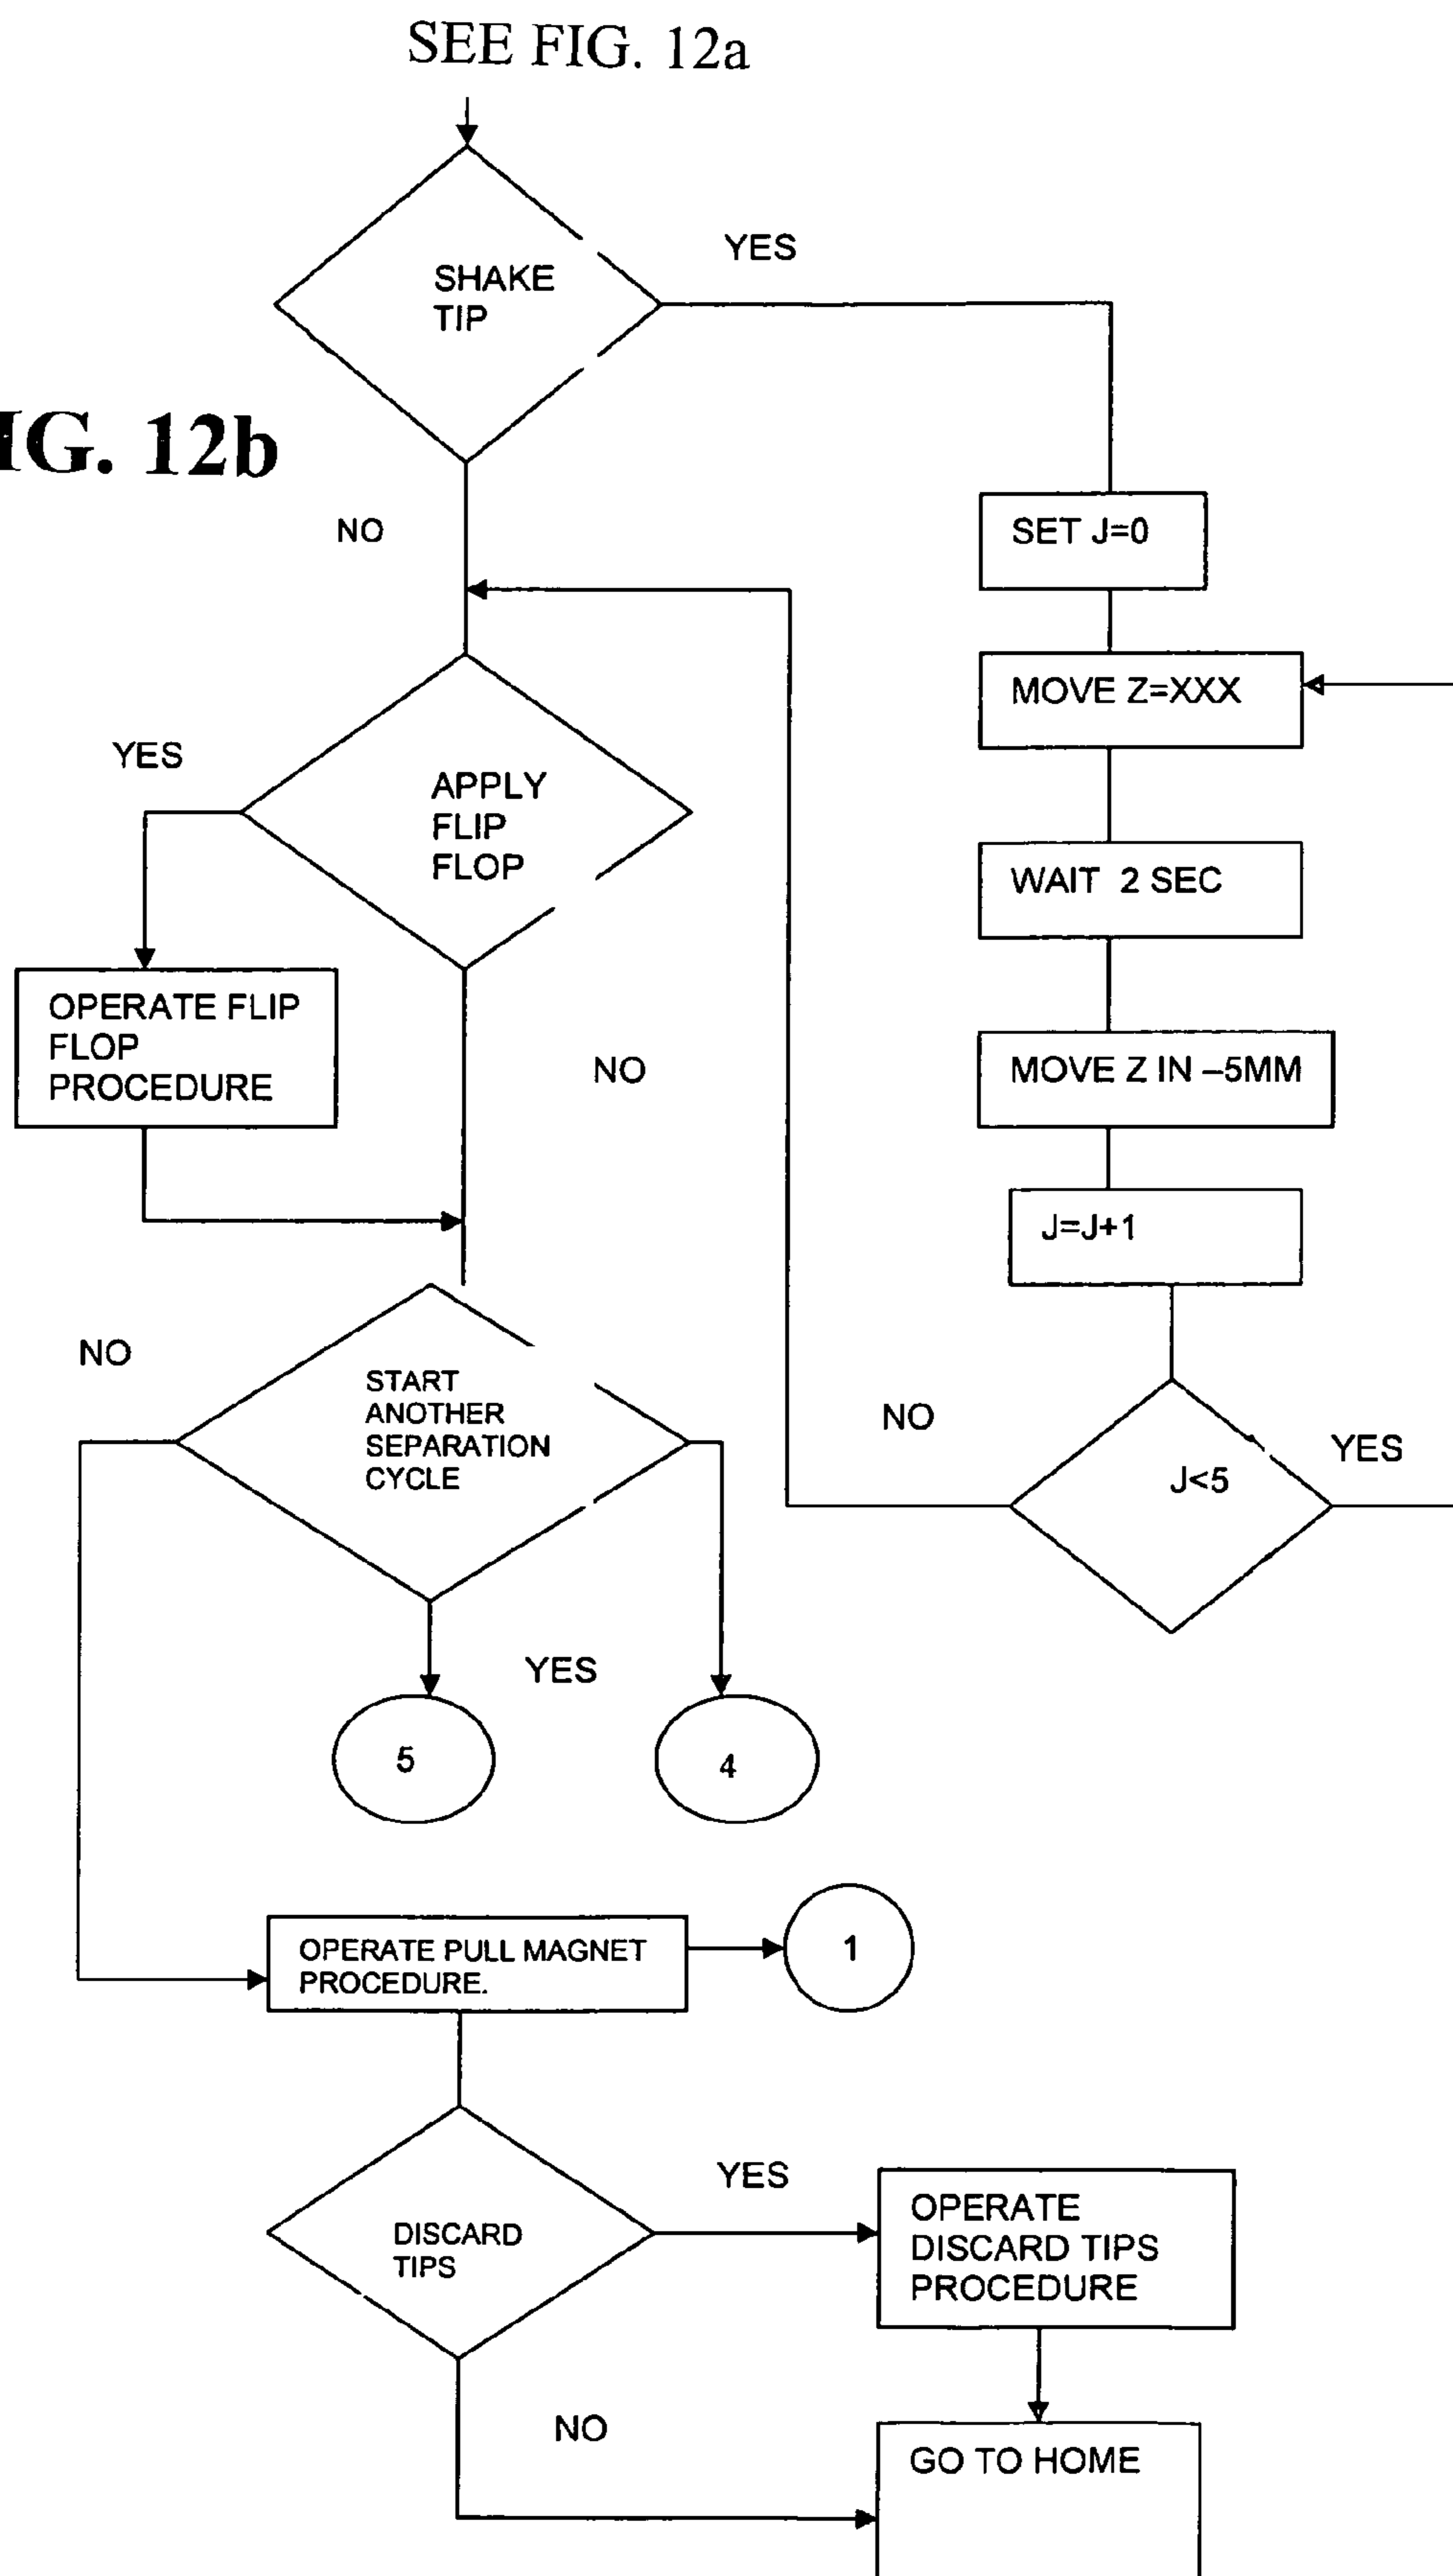 SEE FIG. 12a
SHAKE
TIP
YES
IG. 12b
NO
SET J=0
MOVE Z=XXX
YES
APPLY
FLIP
FLOP
WAIT 2 SEC
OPERATE FLIP
FLOP
PROCEDURE
NO
MOVE Z IN –5MM
J=J+1
NO
START
ANOTHER
SEPARATION
CYCLE
NO
J<5
YES
YES
5
4
OPERATE PULL MAGNET
PROCEDURE.
1
DISCARD
TIPS
YES
OPERATE
DISCARD TIPS
PROCEDURE
NO
GO TO HOME